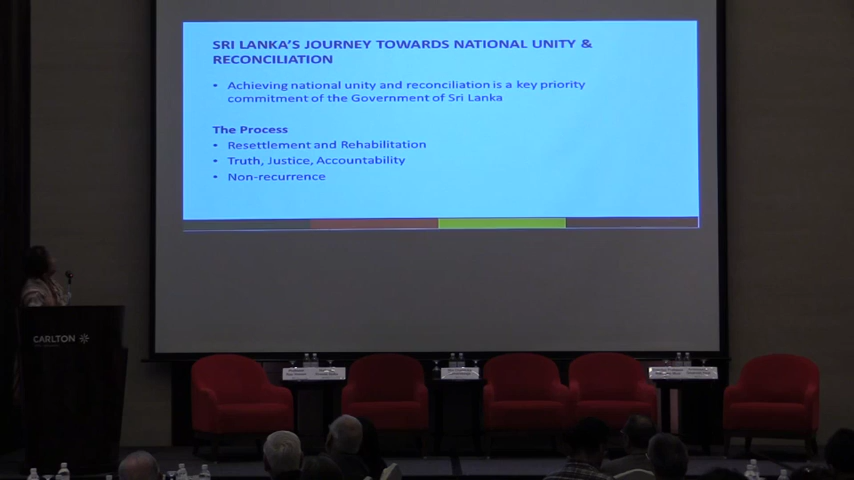 SRI LANKA'S JOURNEY TOWARDS NATIONAL UNITY &
RECONCILIATION
• Achieving national unity and reconciliation is a key priority
commitment of the Government of Sri Lanka
The Process
• Resettlement and Rehabilitation
• Truth, Justice, Accountability
• Non-recurrence
CARLTON